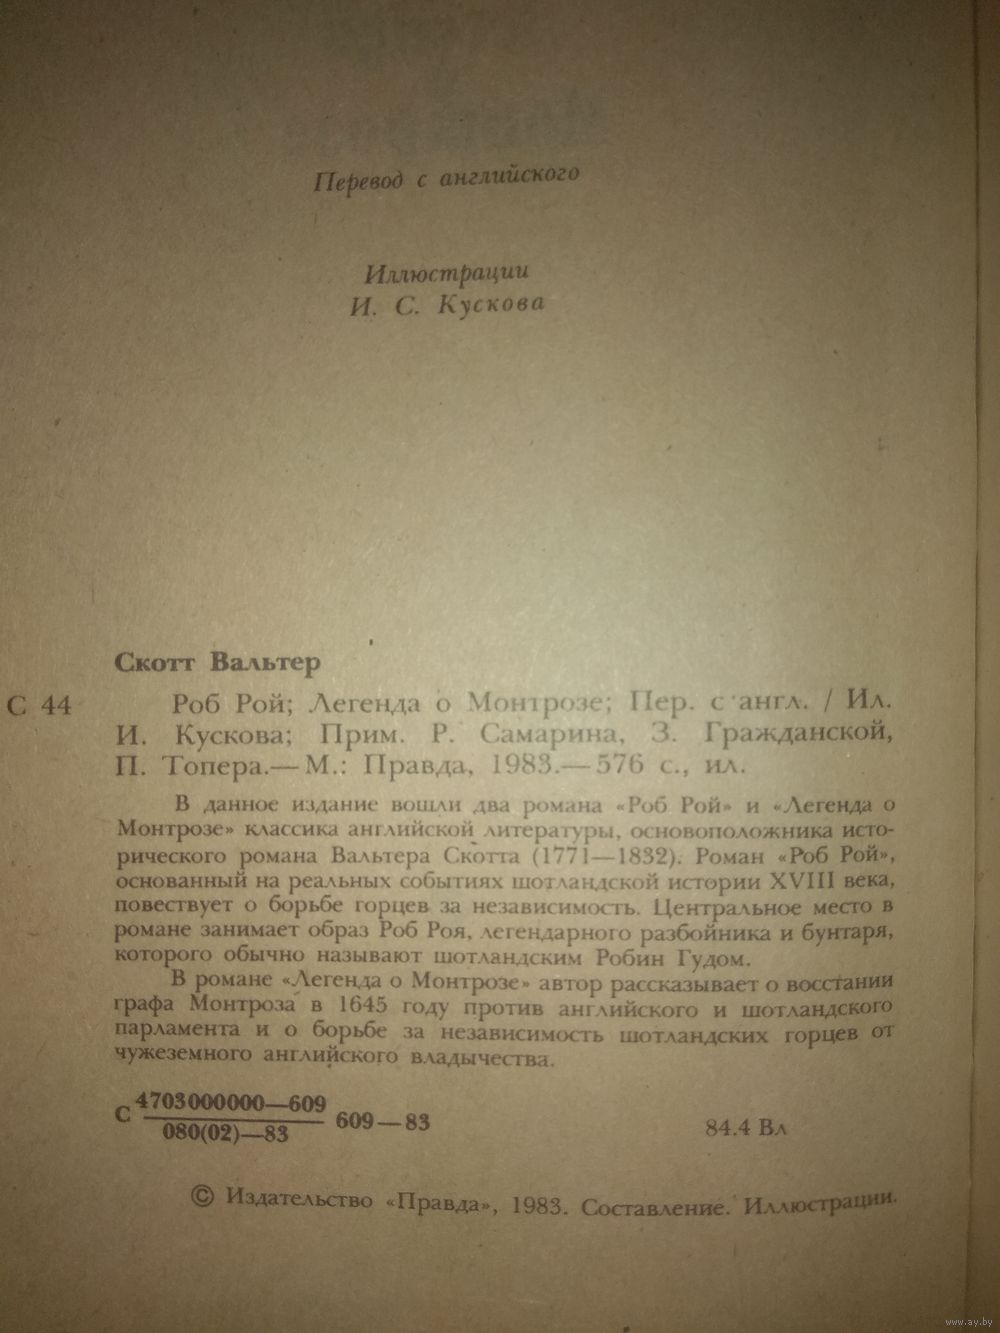 Перевод с английского
Иллюстрации
И. С. Кускова
Скотт Вальтер
С 44
Роб Рой; Легенда о Монтрозе; Пер. с англ. / Ил.
И. Кускова; Прим. Р. Самарина, З. Гражданской,
П. Топера.— М.: Правда, 1983.— 576 с., ил.
В данное издание вошли два романа «Роб Рой» и «Легенда о
Монтрозе» классика английской литературы, основоположника исто-
рического романа Вальтера Скотта (1771—1832). Роман «Роб Рой»,
основанный на реальных событиях шотландской истории XVIII века,
повествует о борьбе горцев за независимость. Центральное место в
романе занимает образ Роб Роя, легендарного разбойника и бунтаря,
которого обычно называют шотландским Робин Гудом.
В романе «Легенда о Монтрозе» автор рассказывает о восстании
графа Монтроза в 1645 году против английского и шотландского
парламента и о борьбе за независимость шотландских горцев от
чужеземного английского владычества.
С 4703000000—609
080(02)—83
609—83
84.4 Вл
© Издательство «Правда», 1983. Составление. Иллюстрации.
www.ay.by